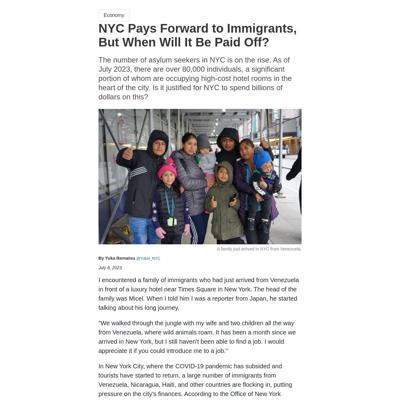 Economy
NYC Pays Forward to Immigrants,
But When Will It Be Paid Off?
The number of asylum seekers in NYC is on the rise. As of
July 2023, there are over 80,000 individuals, a significant
portion of whom are occupying high-cost hotel rooms in the
heart of the city. Is it justified for NYC to spend billions of
dollars on this?
A family just arrived in NYC from Venezuela.
By Yuka
July 8, 2023
I encountered a family of immigrants who had just arrived from Venezuela
in front of a luxury hotel near Times Square in New York. The head of the
family was Micel. When I told him I was a reporter from Japan, he started
talking about his long journey.
"We walked through the jungle with my wife and two children all the way
from Venezuela, where wild animals roam. It has been a month since we
arrived in New York, but I still haven't been able to find a job. I would
appreciate it if you could introduce me to a job."
In New York City, where the COVID-19 pandemic has subsided and
tourists have started to return, a large number of immigrants from
Venezuela, Nicaragua, Haiti, and other countries are flocking in, putting
pressure on the city's finances. According to the Office of New York